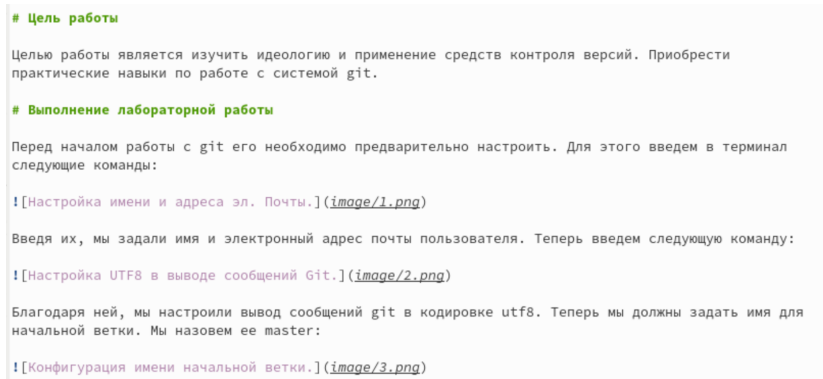 # Цель работы
Целью работы является изучить идеологию и применение средств контроля версий. Приобрести
практические навыки по работе с системой git.
# Выполнение лабораторной работы
Перед началом работы с git его необходимо предварительно настроить. Для этого введем в терминал
следующие команды:
![Настройка имени и адреса эл. Почты.](image/1.png)
Введя их, мы задали имя и электронный адрес почты пользователя. Теперь введем следующую команду:
![Настройка UTF8 в выводе сообщений Git.](image/2.png)
Благодаря ней, мы настроили вывод сообщений git в кодировке utf8. Теперь мы должны задать имя для
начальной ветки. Мы назовем ее master:
![Конфигурация имени начальной ветки.](image/3.png)